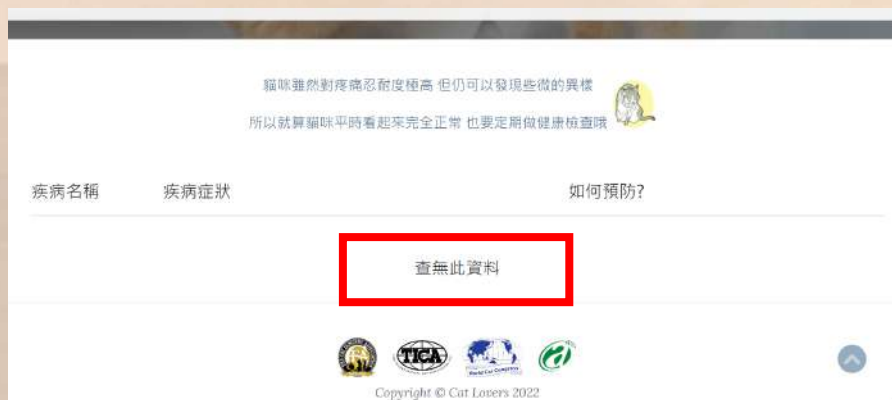 貓咪雖然對疼痛忍耐度極高 但仍可以發現些微的異樣
所以就算貓咪平時看起來完全正常 也要定期做健康檢查哦
疾病名稱 疾病症狀 如何預防?
查無此資料
TICA
World Cat Congress
Copyright © Cat Lovers 2022